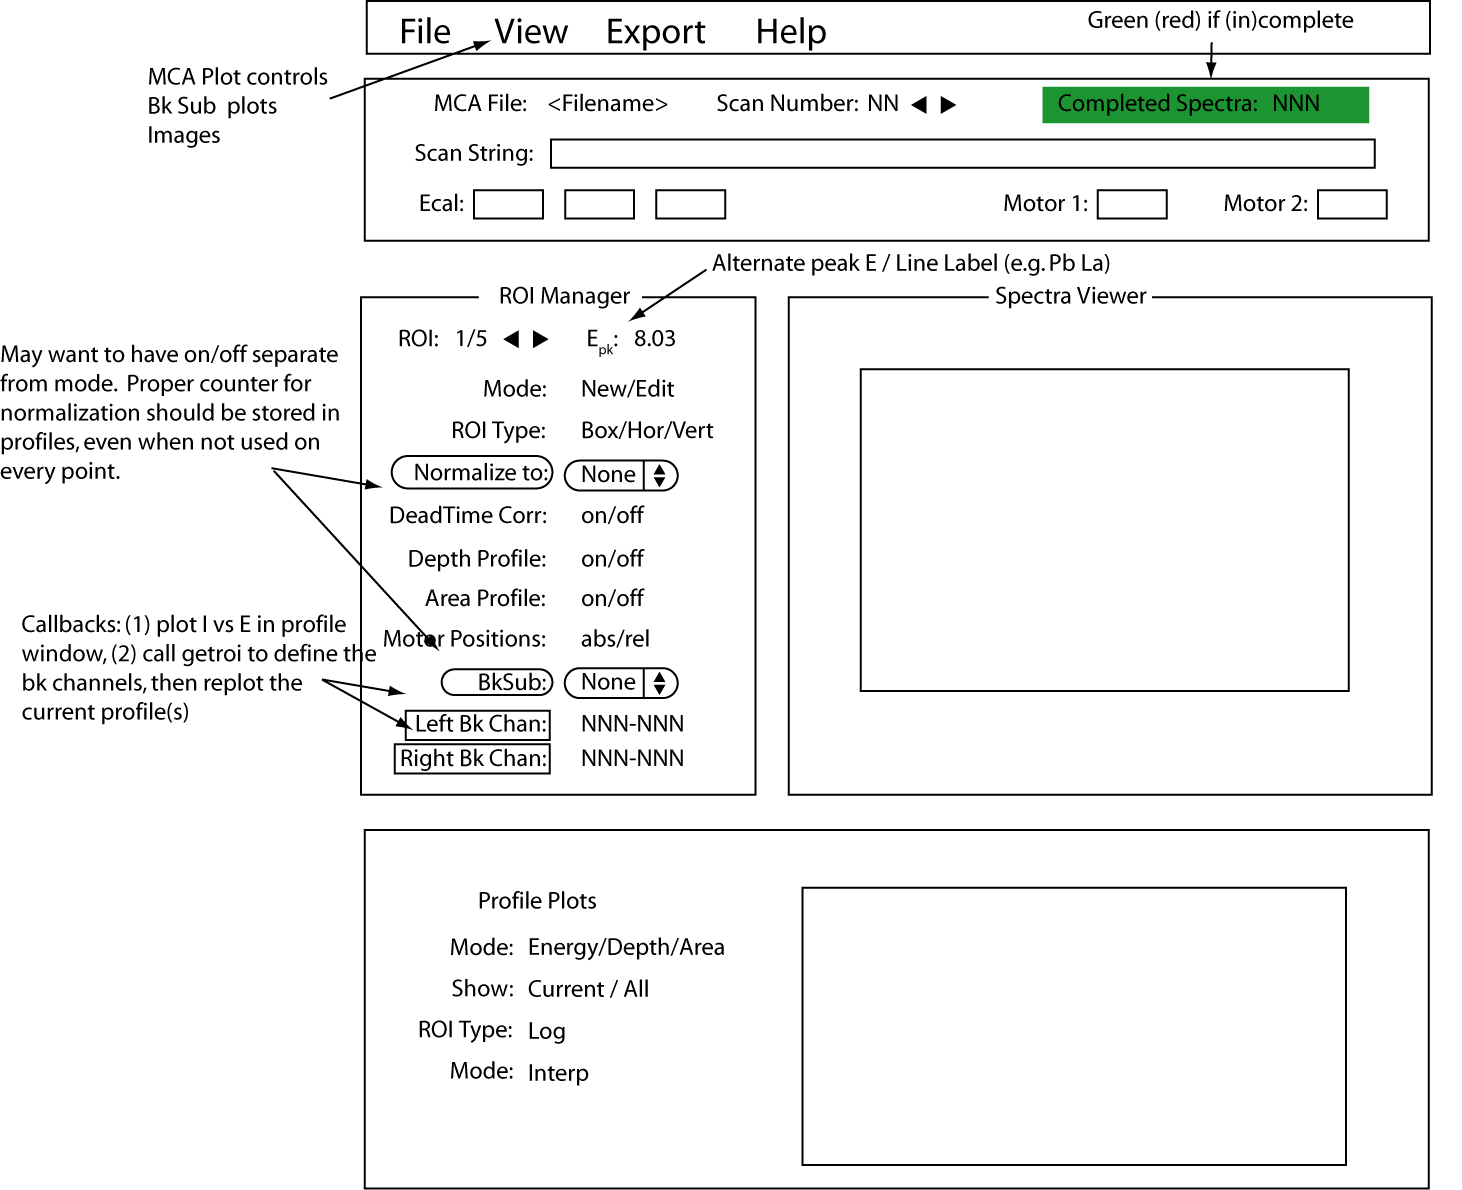 File View Export Help
Green (red) if (in)complete
MCA Plot controls
Bk Sub plots
Images
MCA File: <Filename> Scan Number: NN Completed Spectra: NNN
Scan String:
Ecal: Motor 1: Motor 2:
Alternate peak E / Line Label (e.g. Pb La)
ROI Manager
ROI: 1/5 Epk: 8.03
Mode: New/Edit
ROI Type: Box/Hor/Vert
Normalize to: None
DeadTime Corr: on/off
Depth Profile: on/off
Area Profile: on/off
Motor Positions: abs/rel
BkSub: None
Left Bk Chan: NNN-NNN
Right Bk Chan: NNN-NNN
Spectra Viewer
May want to have on/off separate
from mode. Proper counter for
normalization should be stored in
profiles, even when not used on
every point.
Callbacks: (1) plot I vs E in profile
window, (2) call getroi to define the
bk channels, then replot the
current profile(s)
Profile Plots
Mode: Energy/Depth/Area
Show: Current / All
ROI Type: Log
Mode: Interp